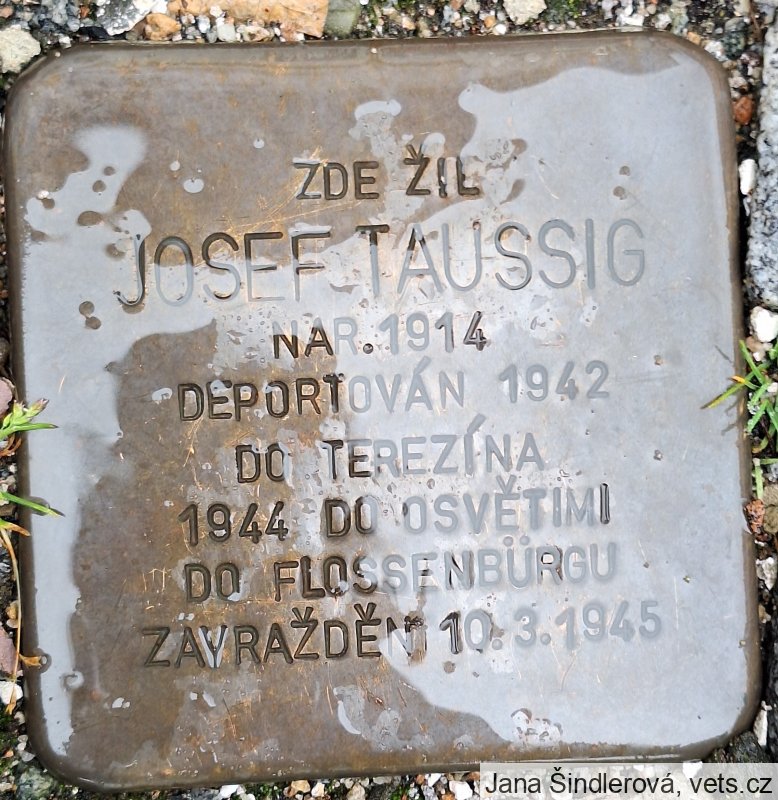 ZDE ŽIL
JOSEF TAUSSIG
NAR. 1914
DEPORTOVÁN 1942
DO TEREZÍNA
1944 DO OSVĚTIMI
DO FLOSSENBÜRGU
ZAVRAŽDĚN 10.3.1945
Jana Šindlerová, vets.cz